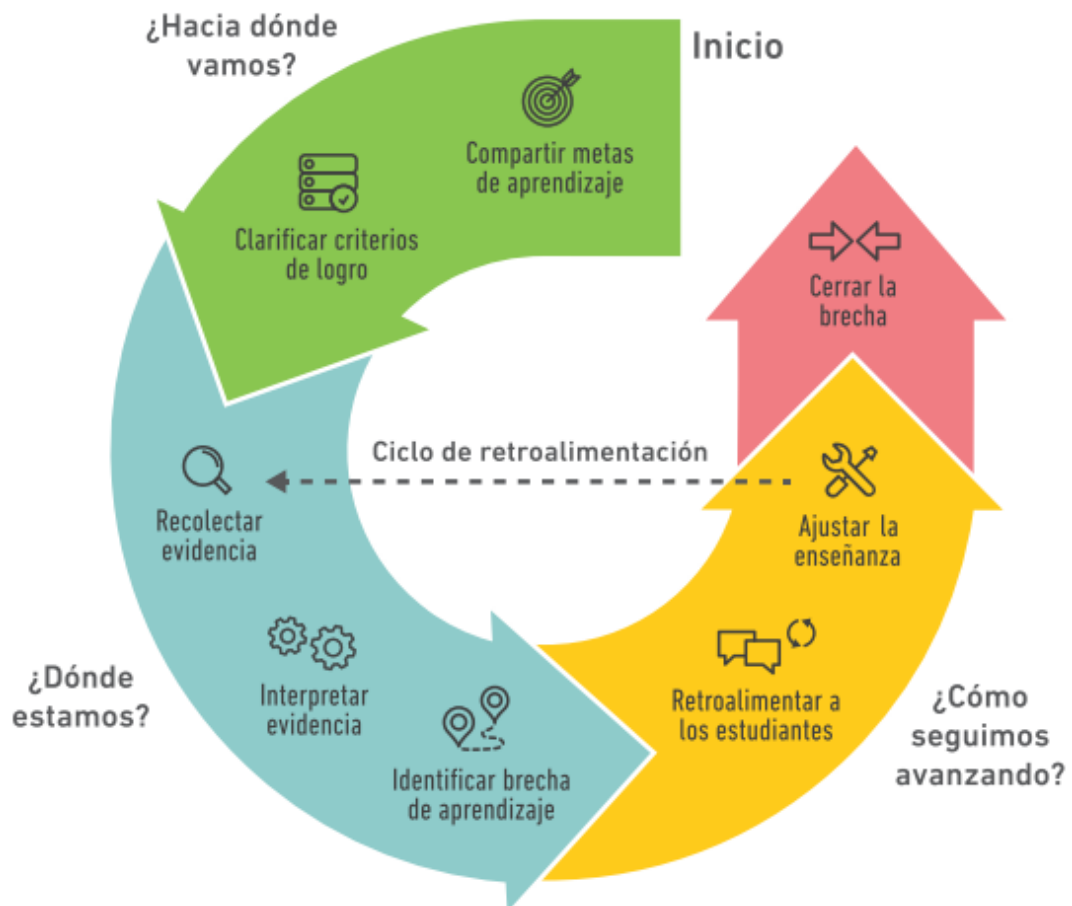 Inicio
¿Hacia dónde
vamos?
Compartir metas
de aprendizaje
Clarificar criterios
de logro
Recolectar
evidencia
Interpretar
evidencia
Identificar brecha
de aprendizaje
¿Dónde
estamos?
Retroalimentar a
los estudiantes
Ajustar la
enseñanza
¿Cómo
seguimos
avanzando?
Ciclo de retroalimentación
Cerrar la
brecha